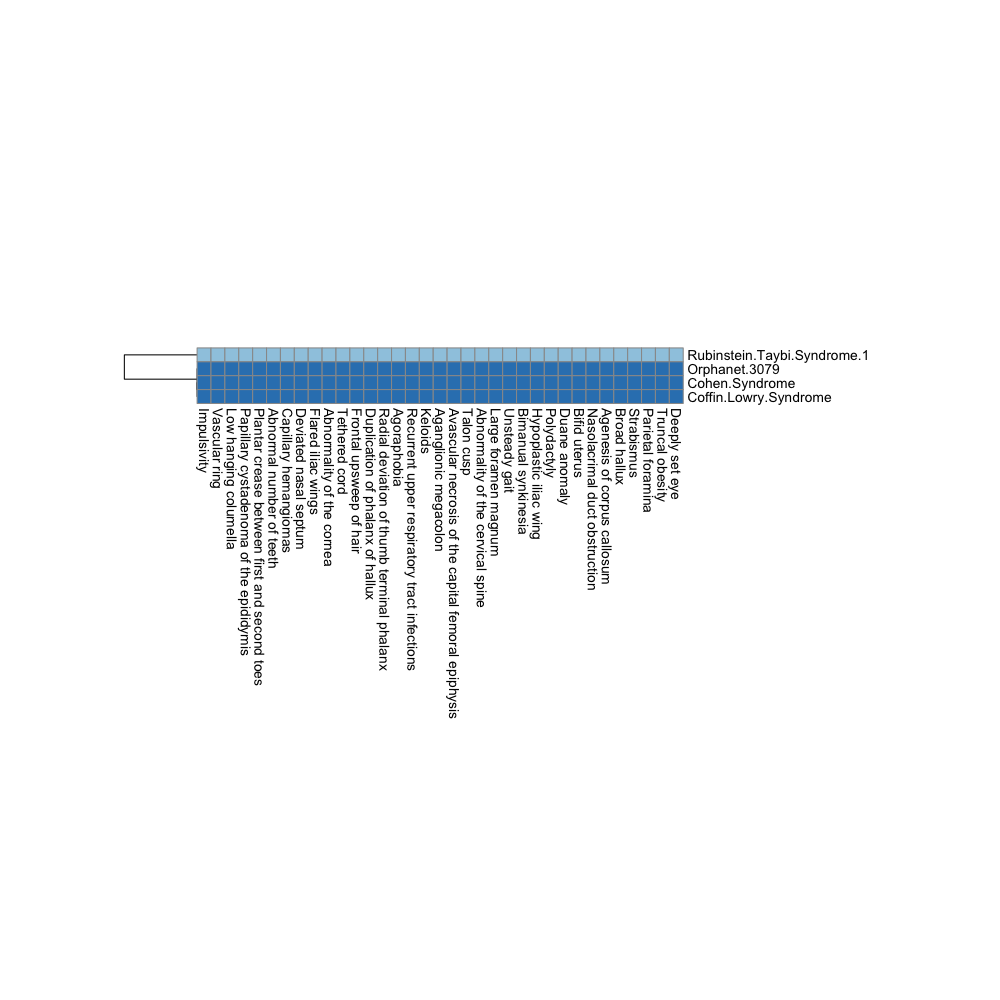 Rubinstein.Taybi.Syndrome.1
Orphanet.3079
Cohen.Syndrome
Coffin.Lowry.Syndrome
Impulsivity
Vascular ring
Low hanging columella
Papillary cystadenoma of the epididymis
Plantar crease between first and second toes
Abnormal number of teeth
Capillary hemangiomas
Deviated nasal septum
Flared iliac wings
Abnormality of the cornea
Tethered cord
Frontal upsweep of hair
Duplication of phalanx of hallux
Radial deviation of thumb terminal phalanx
Agoraphobia
Recurrent upper respiratory tract infections
Keloids
Aganglionic megacolon
Avascular necrosis of the capital femoral epiphysis
Talon cusp
Abnormality of the cervical spine
Large foramen magnum
Unsteady gait
Bimanual synkinesia
Hypoplastic iliac wing
Polydactyly
Duane anomaly
Bifid uterus
Nasolacrimal duct obstruction
Agenesis of corpus callosum
Broad hallux
Strabismus
Parietal foramina
Truncal obesity
Deeply set eye